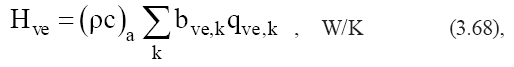 H_ve = (ρc)_a ∑_k b_ve,k q_ve,k , W/K (3.68),